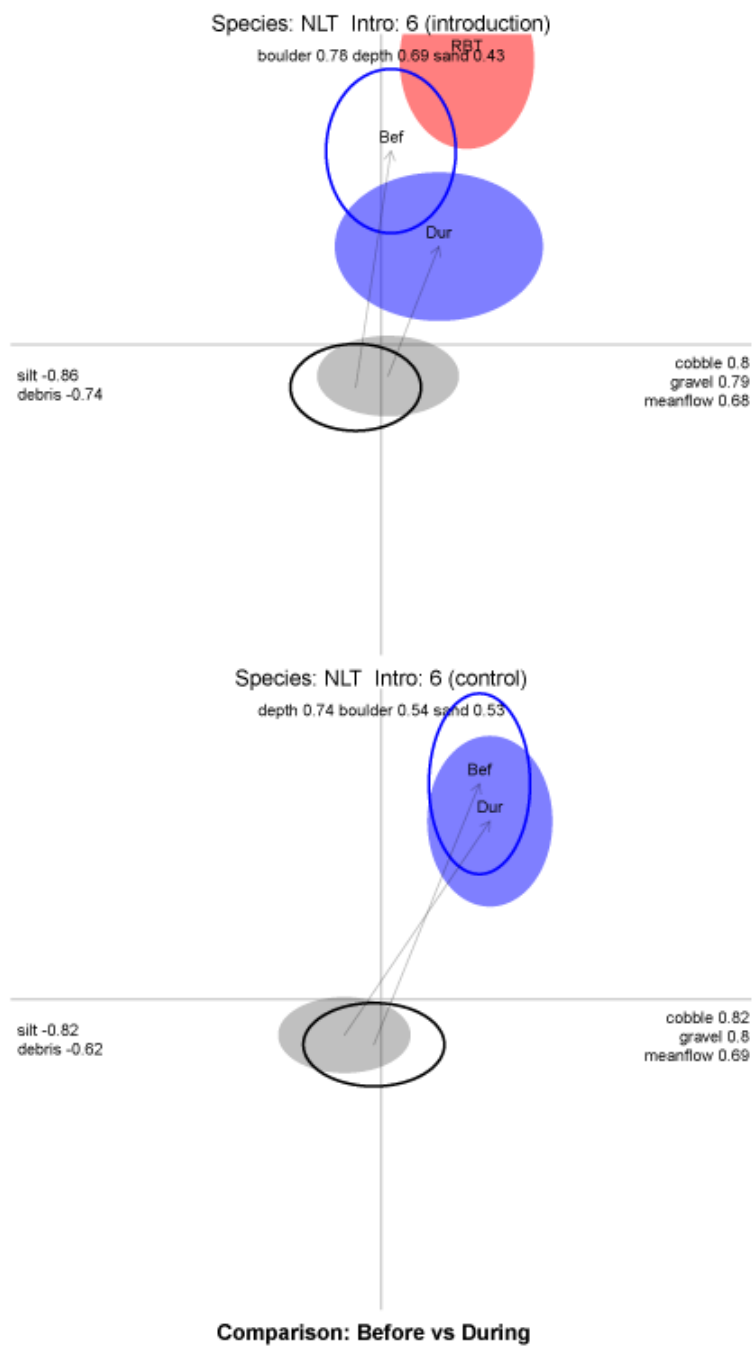 Species: NLT Intro: 6 (introduction)
RBT
boulder 0.78 depth 0.69 sand 0.43
Bef
Dur
silt -0.86
debris -0.74
cobble 0.8
gravel 0.79
meanflow 0.68
Species: NLT Intro: 6 (control)
depth 0.74 boulder 0.54 sand 0.53
Bef
Dur
silt -0.82
debris -0.62
cobble 0.82
gravel 0.8
meanflow 0.69
Comparison: Before vs During